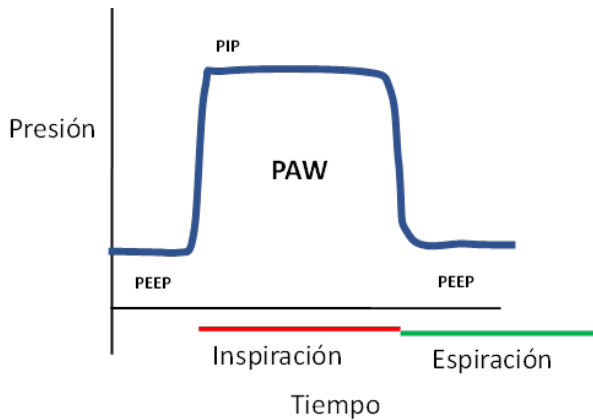 PIP
Presión
PAW
PEEP
PEEP
Inspiración
Espiración
Tiempo